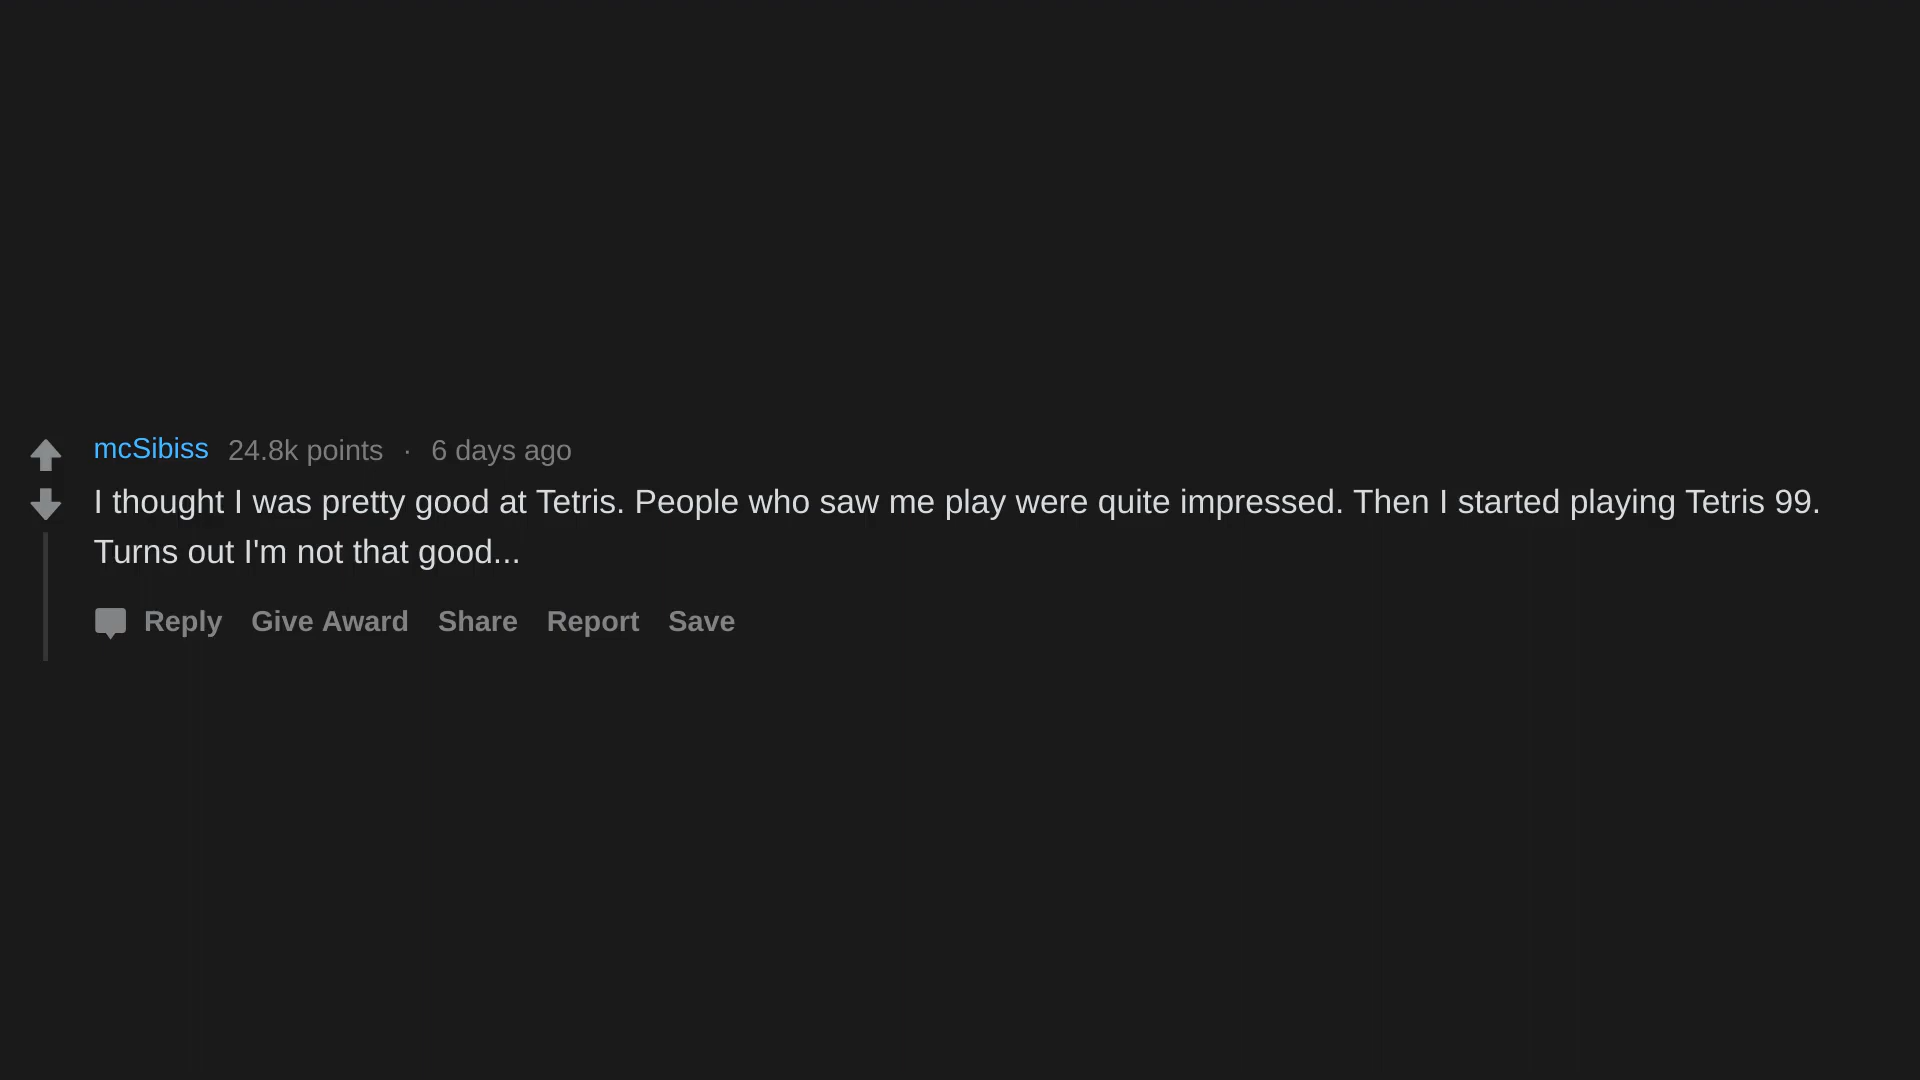 mcSibiss 24.8k points · 6 days ago
I thought I was pretty good at Tetris. People who saw me play were quite impressed. Then I started playing Tetris 99.
Turns out I'm not that good...
Reply Give Award Share Report Save